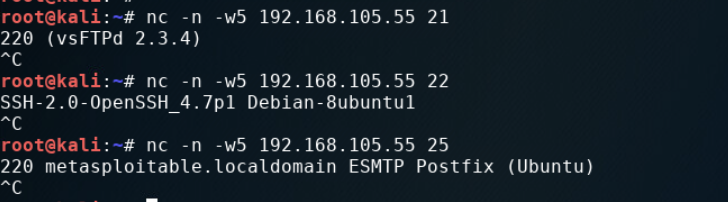 root@kali:~# nc -n -w5 192.168.105.55 21
220 (vsFTPd 2.3.4)
^C
root@kali:~# nc -n -w5 192.168.105.55 22
SSH-2.0-OpenSSH_4.7p1 Debian-8ubuntu1
^C
root@kali:~# nc -n -w5 192.168.105.55 25
220 metasploitable.localdomain ESMTP Postfix (Ubuntu)
^C